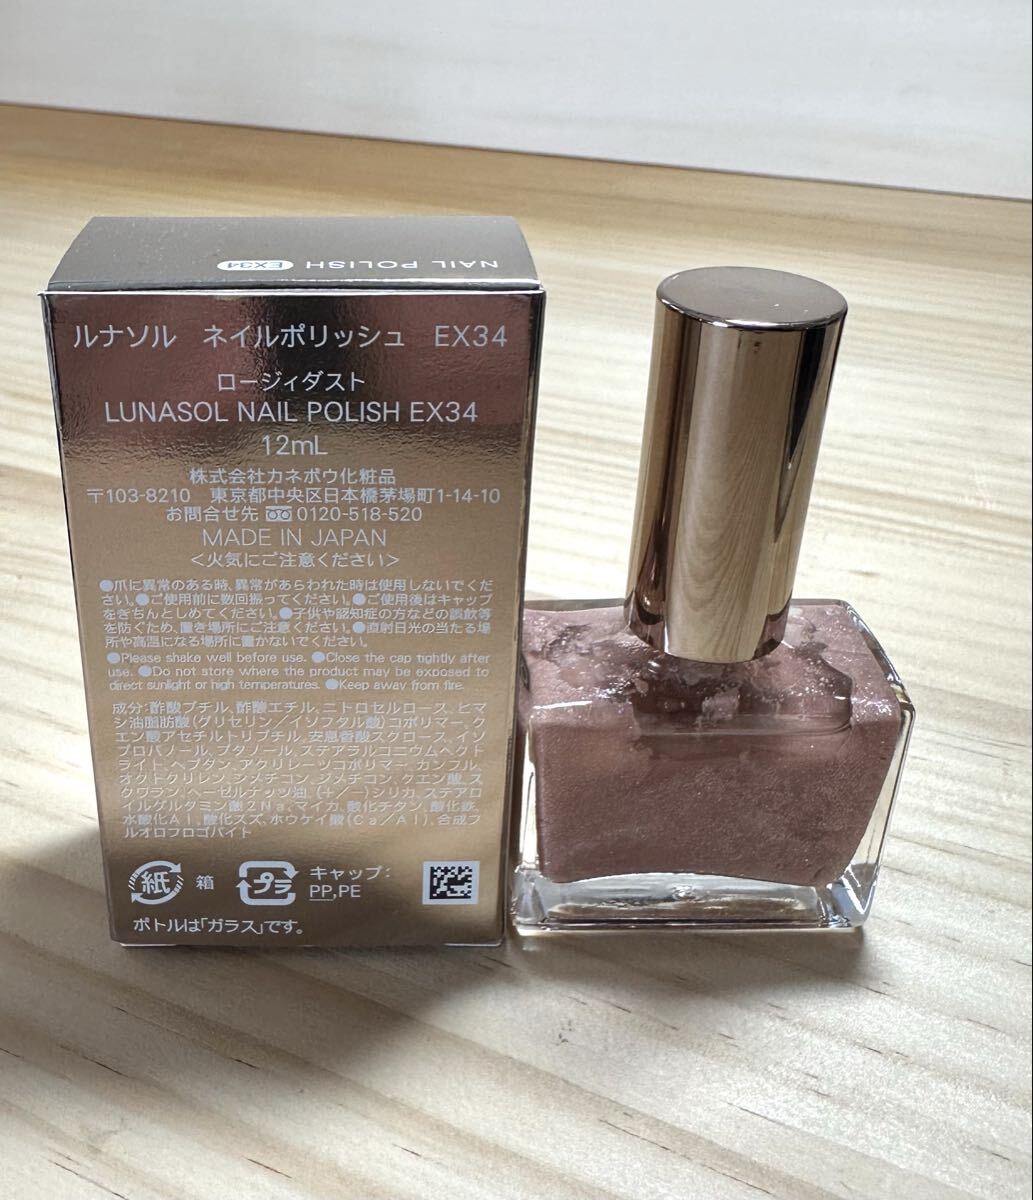 NAIL POLISH EX34
ルナソル ネイルポリッシュ EX34
ロージィダスト
LUNASOL NAIL POLISH EX34
12mL
株式会社カネボウ化粧品
〒103-8210 東京都中央区日本橋茅場町1-14-10
お問合せ先 0120-518-520
MADE IN JAPAN
<火気にご注意ください>
●爪に異常のある時、異常があらわれた時は使用しないでくだ
さい。●ご使用前に数回振ってください。●ご使用後はキャップ
をきちんとしめてください。●子供や認知症の方などの誤飲等
を防ぐため、置き場所にご注意ください。●直射日光の当たる場
所や高温になる場所に置かないでください。
●Please shake well before use. ●Close the cap tightly after
use. ●Do not store where the product may be exposed to
direct sunlight or high temperatures. ●Keep away from fire.
成分:酢酸ブチル、酢酸エチル、ニトロセルロース、ヒマ
シ油脂肪酸(グリセリン/イソフタル酸)コポリマー、ク
エン酸アセチルトリブチル、安息香酸スクロース、イソ
プロパノール、ブタノール、ステアラルコニウムヘクト
ライト、ヘプタン、アクリレーツコポリマー、カンフル、
オクトクリレン、シメチコン、ジメチコン、クエン酸、ス
クワラン、ヘーゼルナッツ油、(+/-)シリカ、ステアロ
イルグルタミン酸2Na、マイカ、酸化チタン、酸化鉄、
水酸化Al、酸化スズ、ホウケイ酸(Ca/Al)、合成フ
ルオロフロゴパイト
紙 箱 プラ キャップ:
PP,PE
ボトルは「ガラス」です。